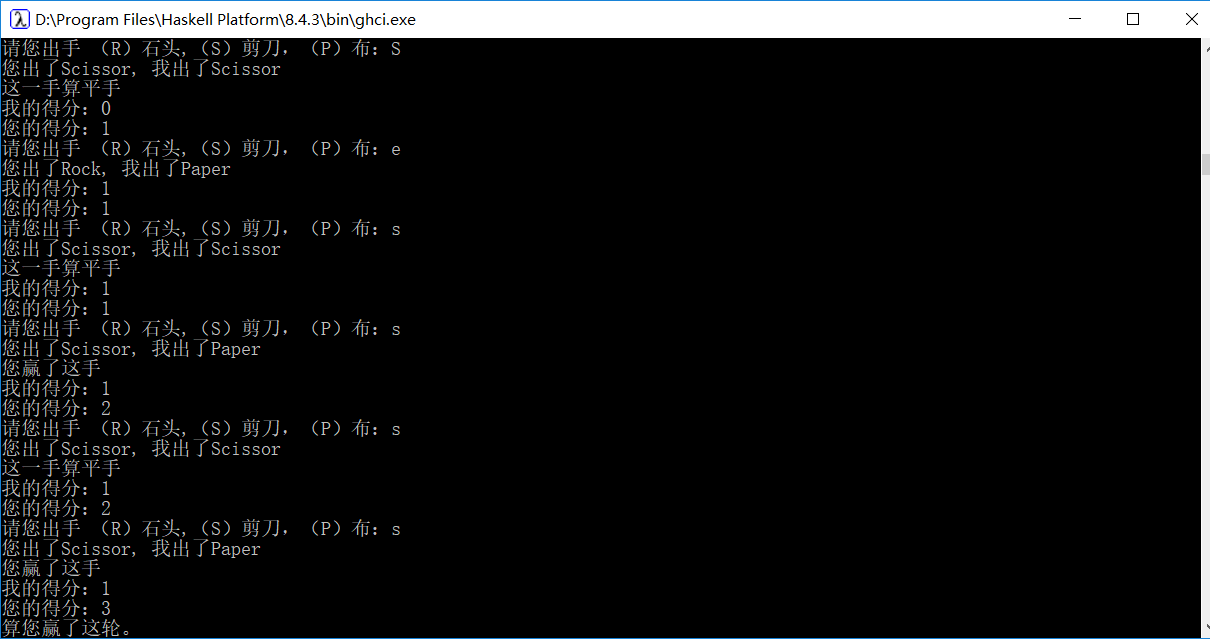 D:\Program Files\Haskell Platform\8.4.3\bin\ghci.exe
请您出手 （R）石头,（S）剪刀，（P）布：S
您出了Scissor, 我出了Scissor
这一手算平手
我的得分：0
您的得分：1
请您出手 （R）石头,（S）剪刀，（P）布：e
您出了Rock, 我出了Paper
我的得分：1
您的得分：1
请您出手 （R）石头,（S）剪刀，（P）布：s
您出了Scissor, 我出了Scissor
这一手算平手
我的得分：1
您的得分：1
请您出手 （R）石头,（S）剪刀，（P）布：s
您出了Scissor, 我出了Paper
您赢了这手
我的得分：1
您的得分：2
请您出手 （R）石头,（S）剪刀，（P）布：s
您出了Scissor, 我出了Scissor
这一手算平手
我的得分：1
您的得分：2
请您出手 （R）石头,（S）剪刀，（P）布：s
您出了Scissor, 我出了Paper
您赢了这手
我的得分：1
您的得分：3
算您赢了这轮。